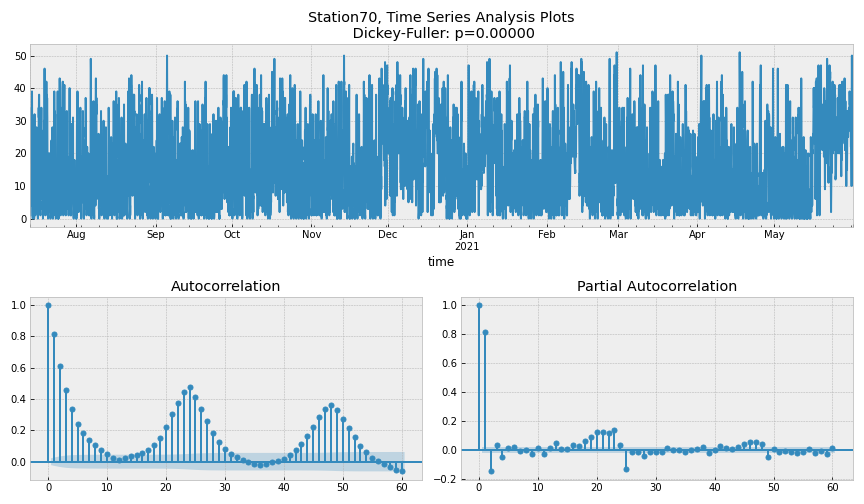 Station70, Time Series Analysis Plots
Dickey-Fuller: p=0.00000
50
40
30
20
10
0
Aug Sep Oct Nov Dec Jan Feb Mar Apr May
2021
time
Autocorrelation Partial Autocorrelation
1.0
0.8
0.6
0.4
0.2
0.0
0 10 20 30 40 50 60
1.0
0.8
0.6
0.4
0.2
0.0
−0.2
0 10 20 30 40 50 60